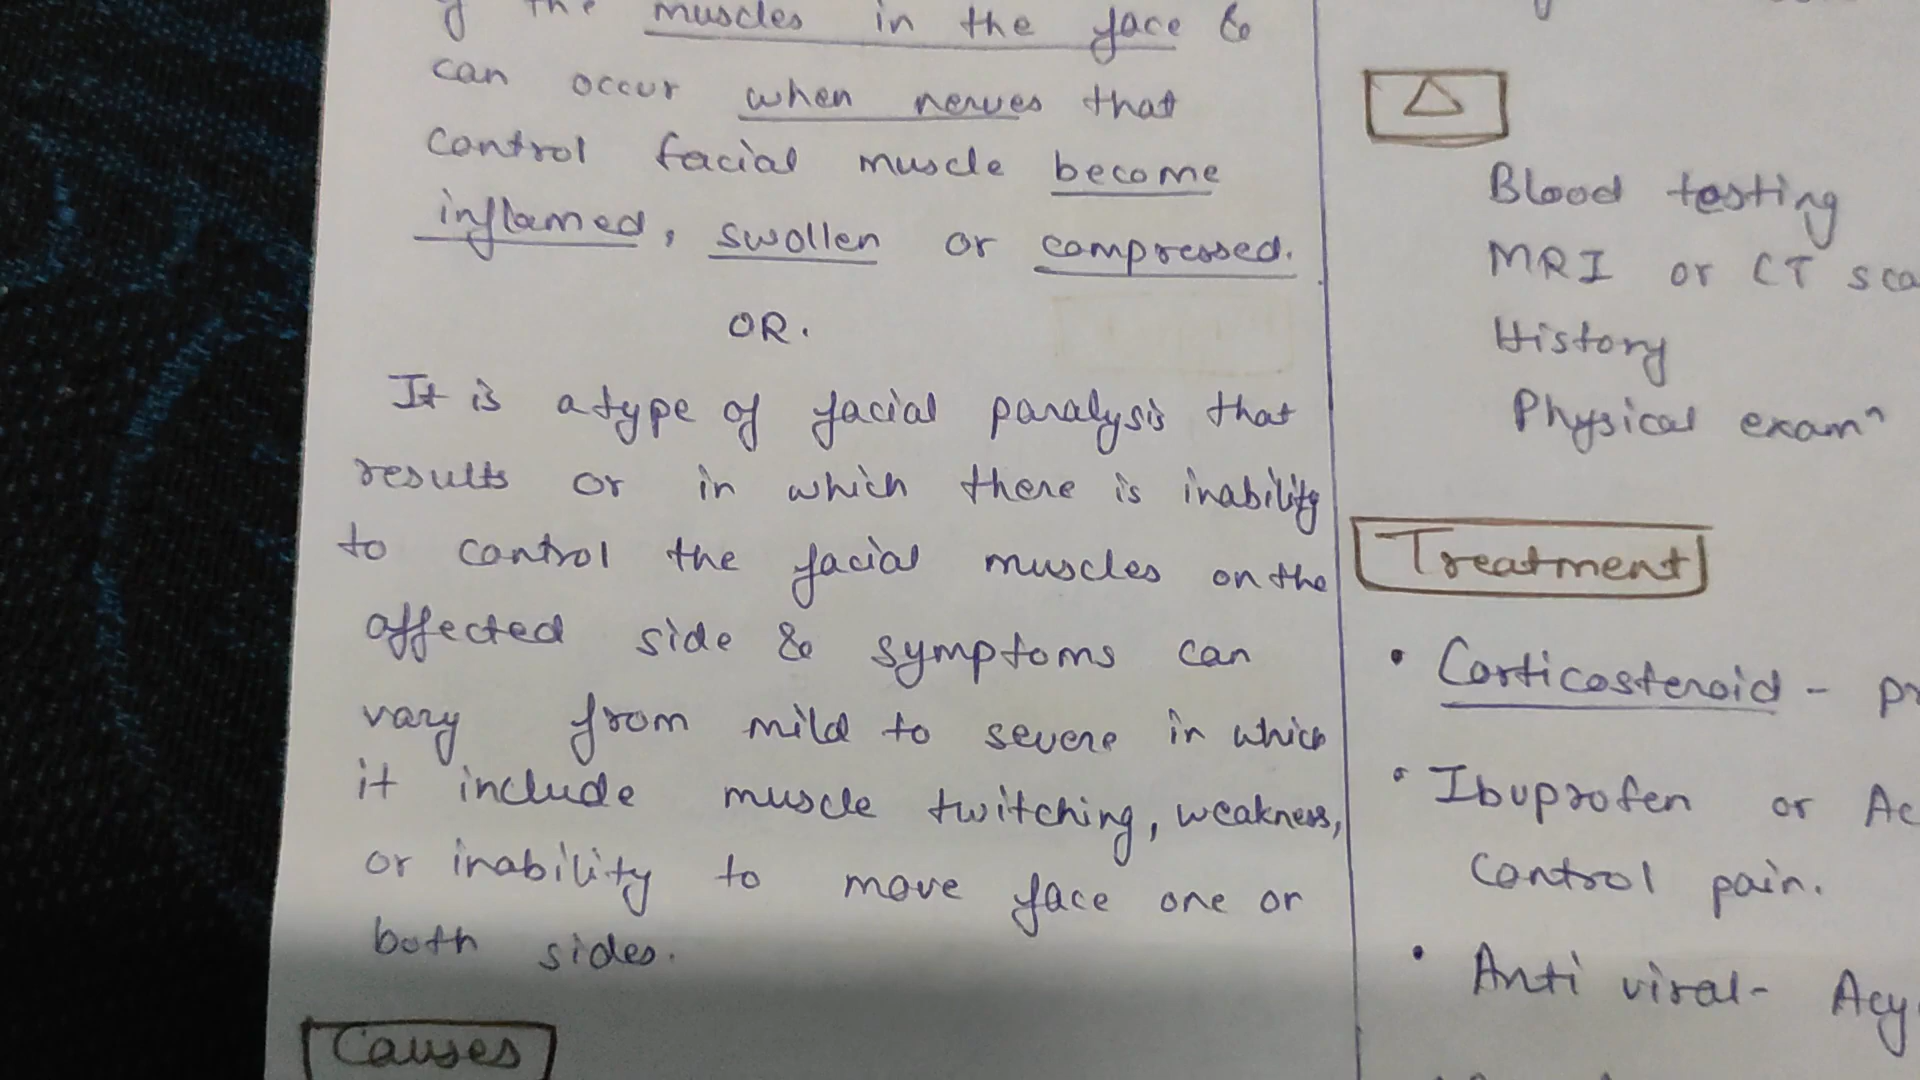 the muscles in the face &
can occur when nerves that
control facial muscle become
inflamed, swollen or compressed.
OR.
It is a type of facial paralysis that
results or in which there is inability
to control the facial muscles on the
affected side & symptoms can
vary from mild to severe in which
it include muscle twitching, weakness,
or inability to move face one or
both sides.
Causes
△
Blood testing
MRI or CT sca
History
Physical examⁿ
Treatment
• Corticosteroid - pr
• Ibuprofen or Ac
Control pain.
• Anti viral - Acy